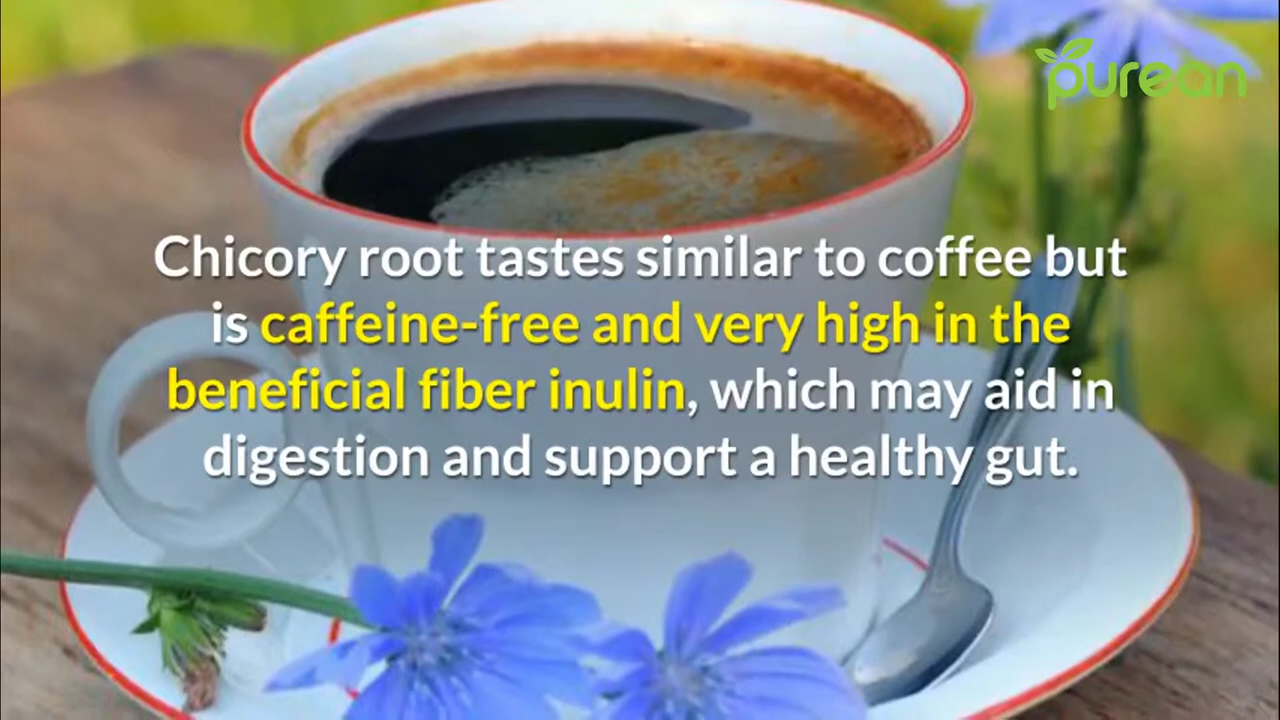 purean
Chicory root tastes similar to coffee but
is caffeine-free and very high in the
beneficial fiber inulin, which may aid in
digestion and support a healthy gut.